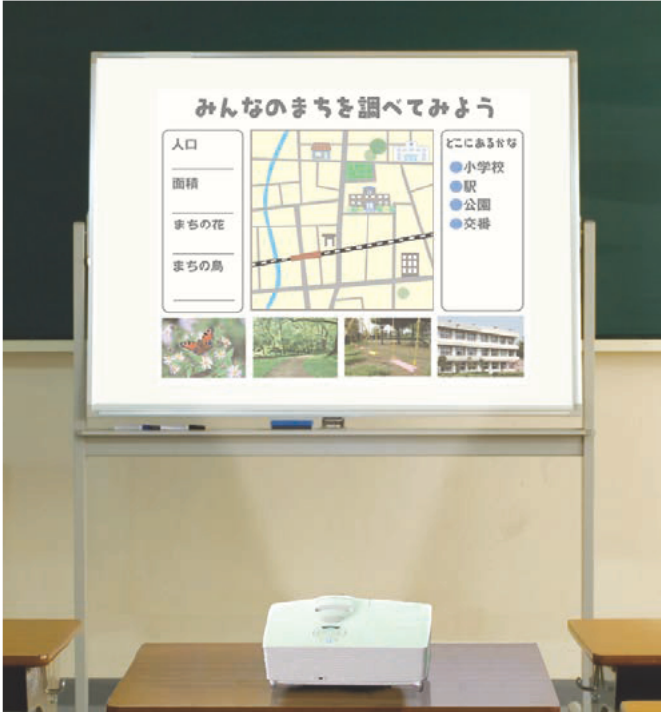 みんなのまちを調べてみよう
人口
面積
まちの花
まちの鳥
どこにあるかな
小学校
駅
公園
交番